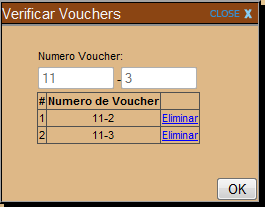 Verificar Vouchers CLOSE X
Numero Voucher:
11 - 3
# Numero de Voucher
1 11-2 Eliminar
2 11-3 Eliminar
OK